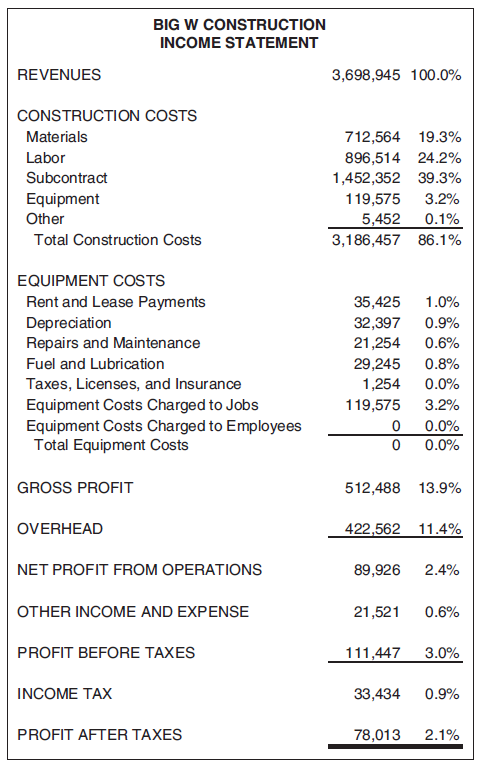 BIG W CONSTRUCTION
INCOME STATEMENT
REVENUES 3,698,945 100.0%
CONSTRUCTION COSTS
Materials 712,564 19.3%
Labor 896,514 24.2%
Subcontract 1,452,352 39.3%
Equipment 119,575 3.2%
Other 5,452 0.1%
Total Construction Costs 3,186,457 86.1%
EQUIPMENT COSTS
Rent and Lease Payments 35,425 1.0%
Depreciation 32,397 0.9%
Repairs and Maintenance 21,254 0.6%
Fuel and Lubrication 29,245 0.8%
Taxes, Licenses, and Insurance 1,254 0.0%
Equipment Costs Charged to Jobs 119,575 3.2%
Equipment Costs Charged to Employees 0 0.0%
Total Equipment Costs 0 0.0%
GROSS PROFIT 512,488 13.9%
OVERHEAD 422,562 11.4%
NET PROFIT FROM OPERATIONS 89,926 2.4%
OTHER INCOME AND EXPENSE 21,521 0.6%
PROFIT BEFORE TAXES 111,447 3.0%
INCOME TAX 33,434 0.9%
PROFIT AFTER TAXES 78,013 2.1%